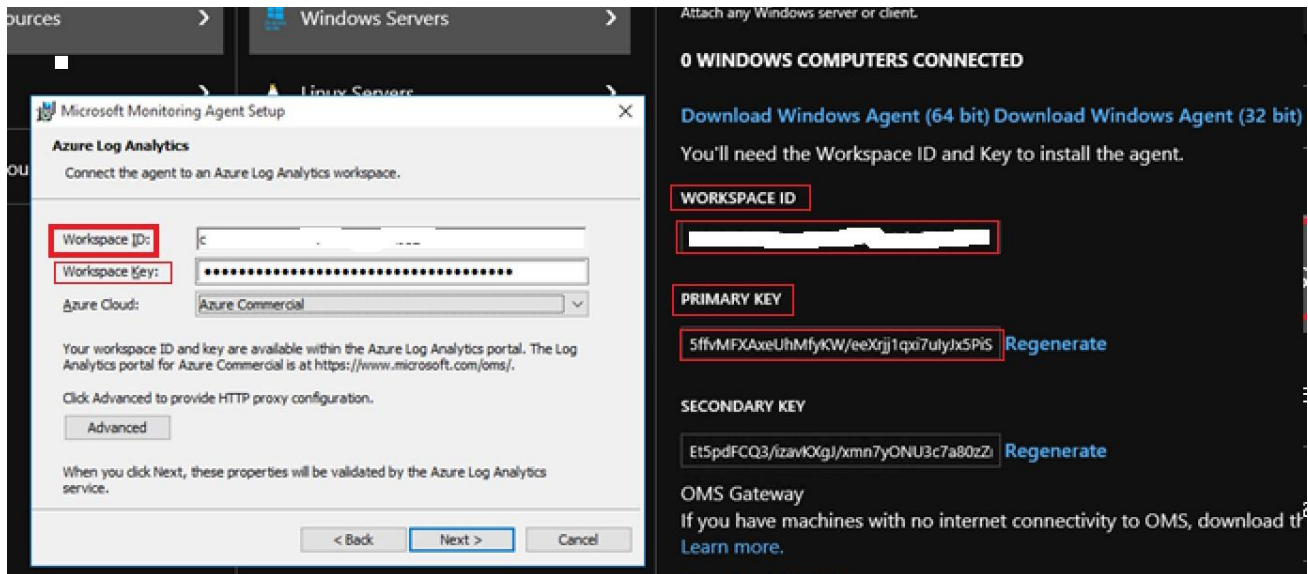 ources
Windows Servers
Linux Servers
Microsoft Monitoring Agent Setup
Azure Log Analytics
Connect the agent to an Azure Log Analytics workspace.
Workspace ID:
c
Workspace Key:
Azure Cloud:
Azure Commercial
Your workspace ID and key are available within the Azure Log Analytics portal. The Log
Analytics portal for Azure Commercial is at https://www.microsoft.com/oms/.
Click Advanced to provide HTTP proxy configuration.
Advanced
When you click Next, these properties will be validated by the Azure Log Analytics
service.
< Back
Next >
Cancel
Attach any Windows server or client.
0 WINDOWS COMPUTERS CONNECTED
Download Windows Agent (64 bit) Download Windows Agent (32 bit)
You'll need the Workspace ID and Key to install the agent.
WORKSPACE ID
PRIMARY KEY
5ffvMFXAxeUhMfyKW/eeXrjj1qxi7ulyJx5PiS
Regenerate
SECONDARY KEY
Et5pdFCQ3/izavKXgJ/xmn7yONU3c7a80zZ
Regenerate
OMS Gateway
If you have machines with no internet connectivity to OMS, download th
Learn more.